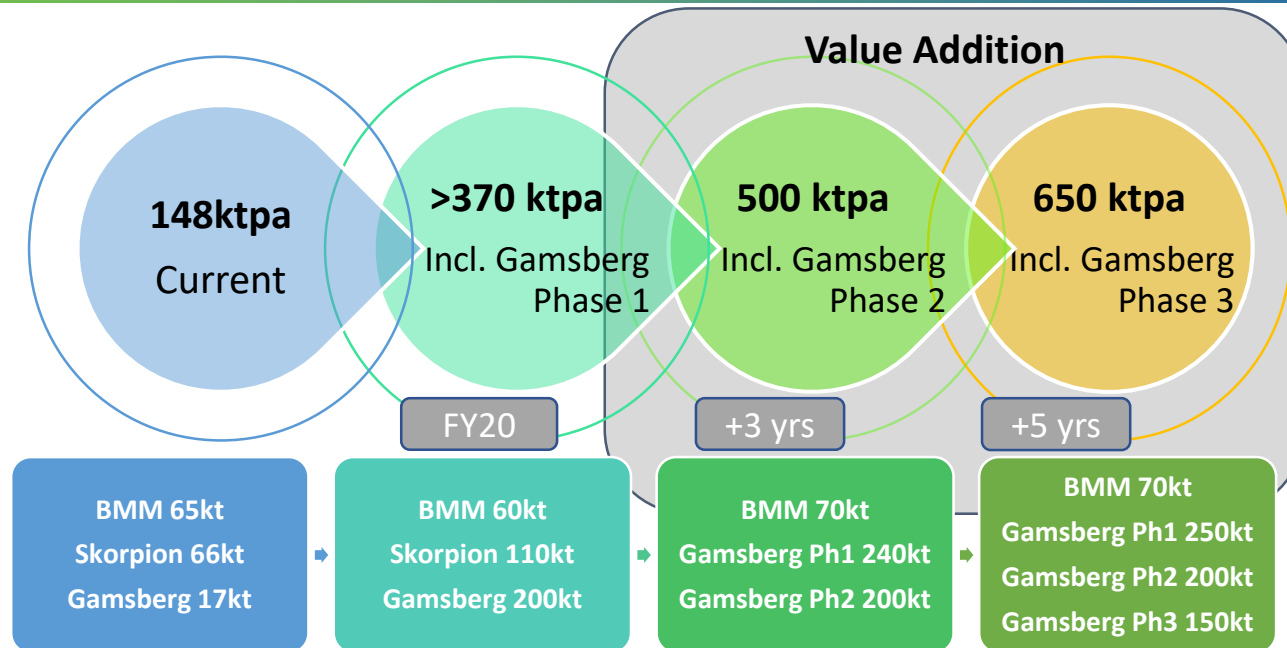 Value Addition
148ktpa
Current
>370 ktpa
Incl. Gamsberg
Phase 1
500 ktpa
Incl. Gamsberg
Phase 2
650 ktpa
Incl. Gamsberg
Phase 3
FY20
+3 yrs
+5 yrs
BMM 65kt
Skorpion 66kt
Gamsberg 17kt
BMM 60kt
Skorpion 110kt
Gamsberg 200kt
BMM 70kt
Gamsberg Ph1 240kt
Gamsberg Ph2 200kt
BMM 70kt
Gamsberg Ph1 250kt
Gamsberg Ph2 200kt
Gamsberg Ph3 150kt